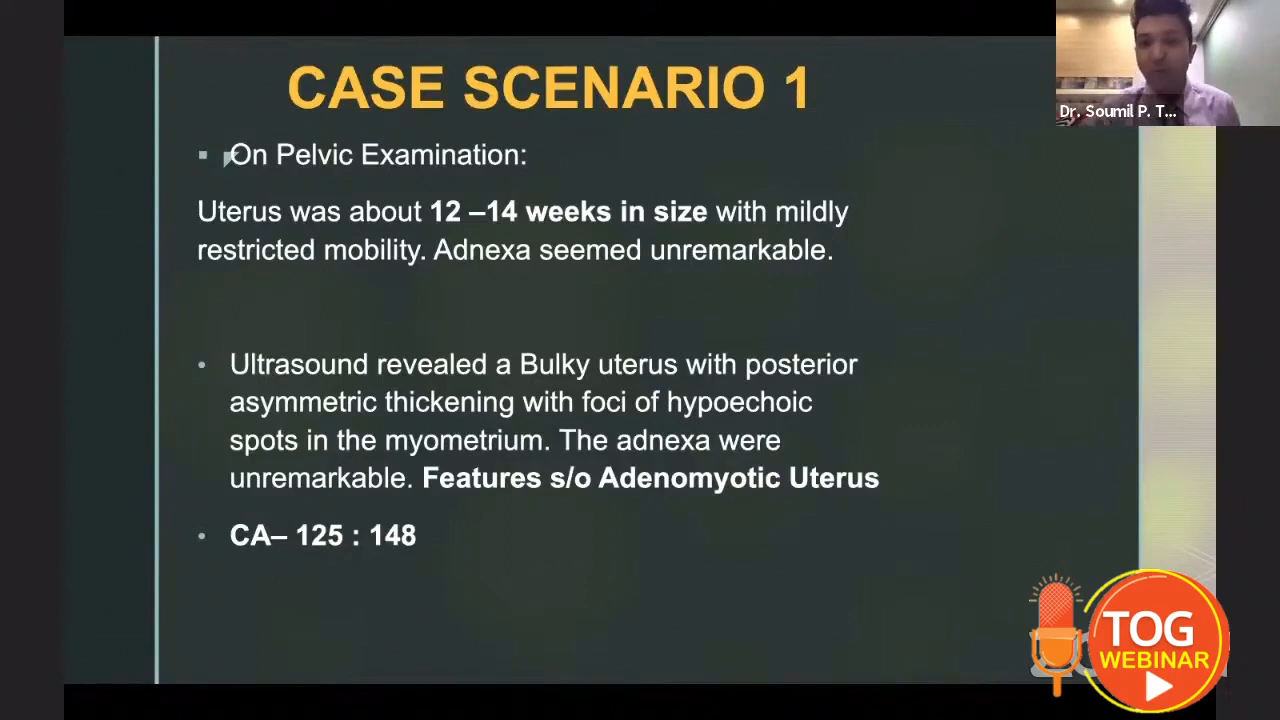 CASE SCENARIO 1
Dr. Soumil P. T...
On Pelvic Examination:
Uterus was about 12 –14 weeks in size with mildly
restricted mobility. Adnexa seemed unremarkable.
Ultrasound revealed a Bulky uterus with posterior
asymmetric thickening with foci of hypoechoic
spots in the myometrium. The adnexa were
unremarkable. Features s/o Adenomyotic Uterus
CA– 125 : 148
TOG
WEBINAR